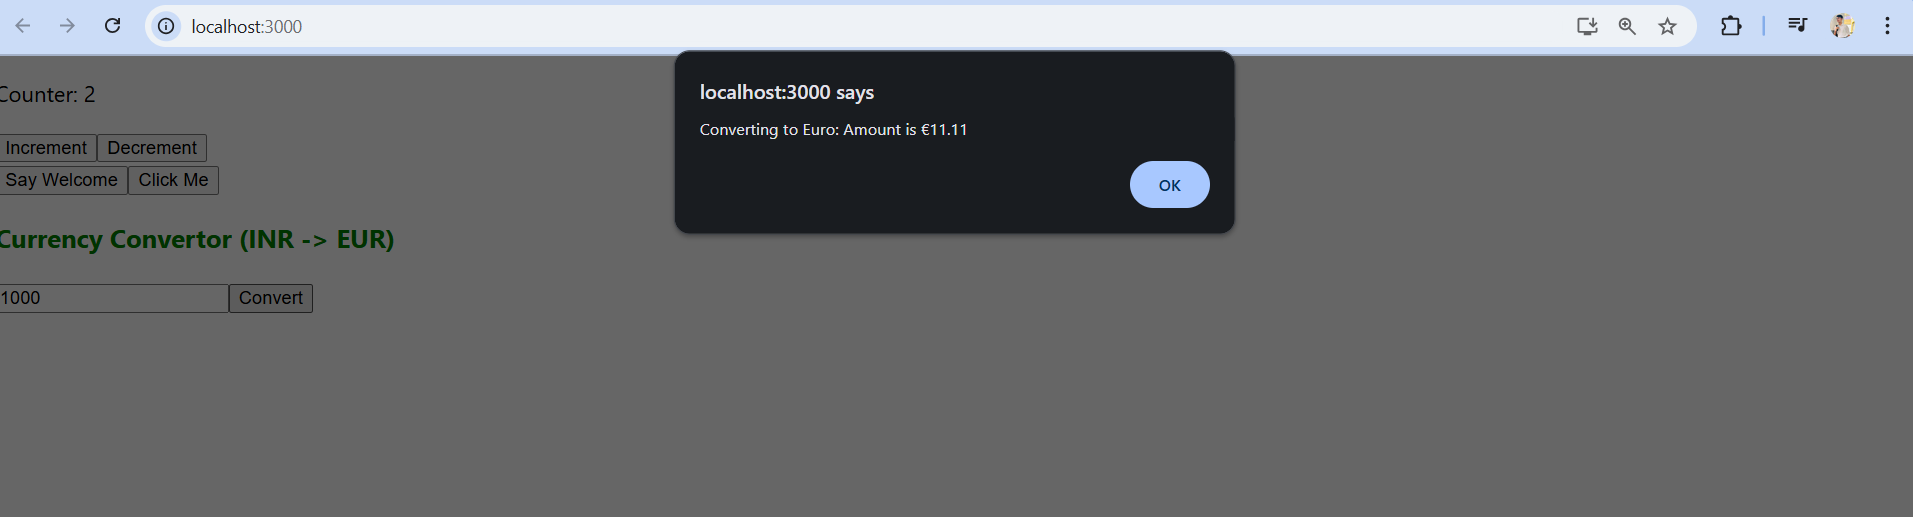 localhost:3000
localhost:3000 says
Converting to Euro: Amount is €11.11
OK
Counter: 2
Increment Decrement
Say Welcome Click Me
Currency Convertor (INR -> EUR)
1000 Convert